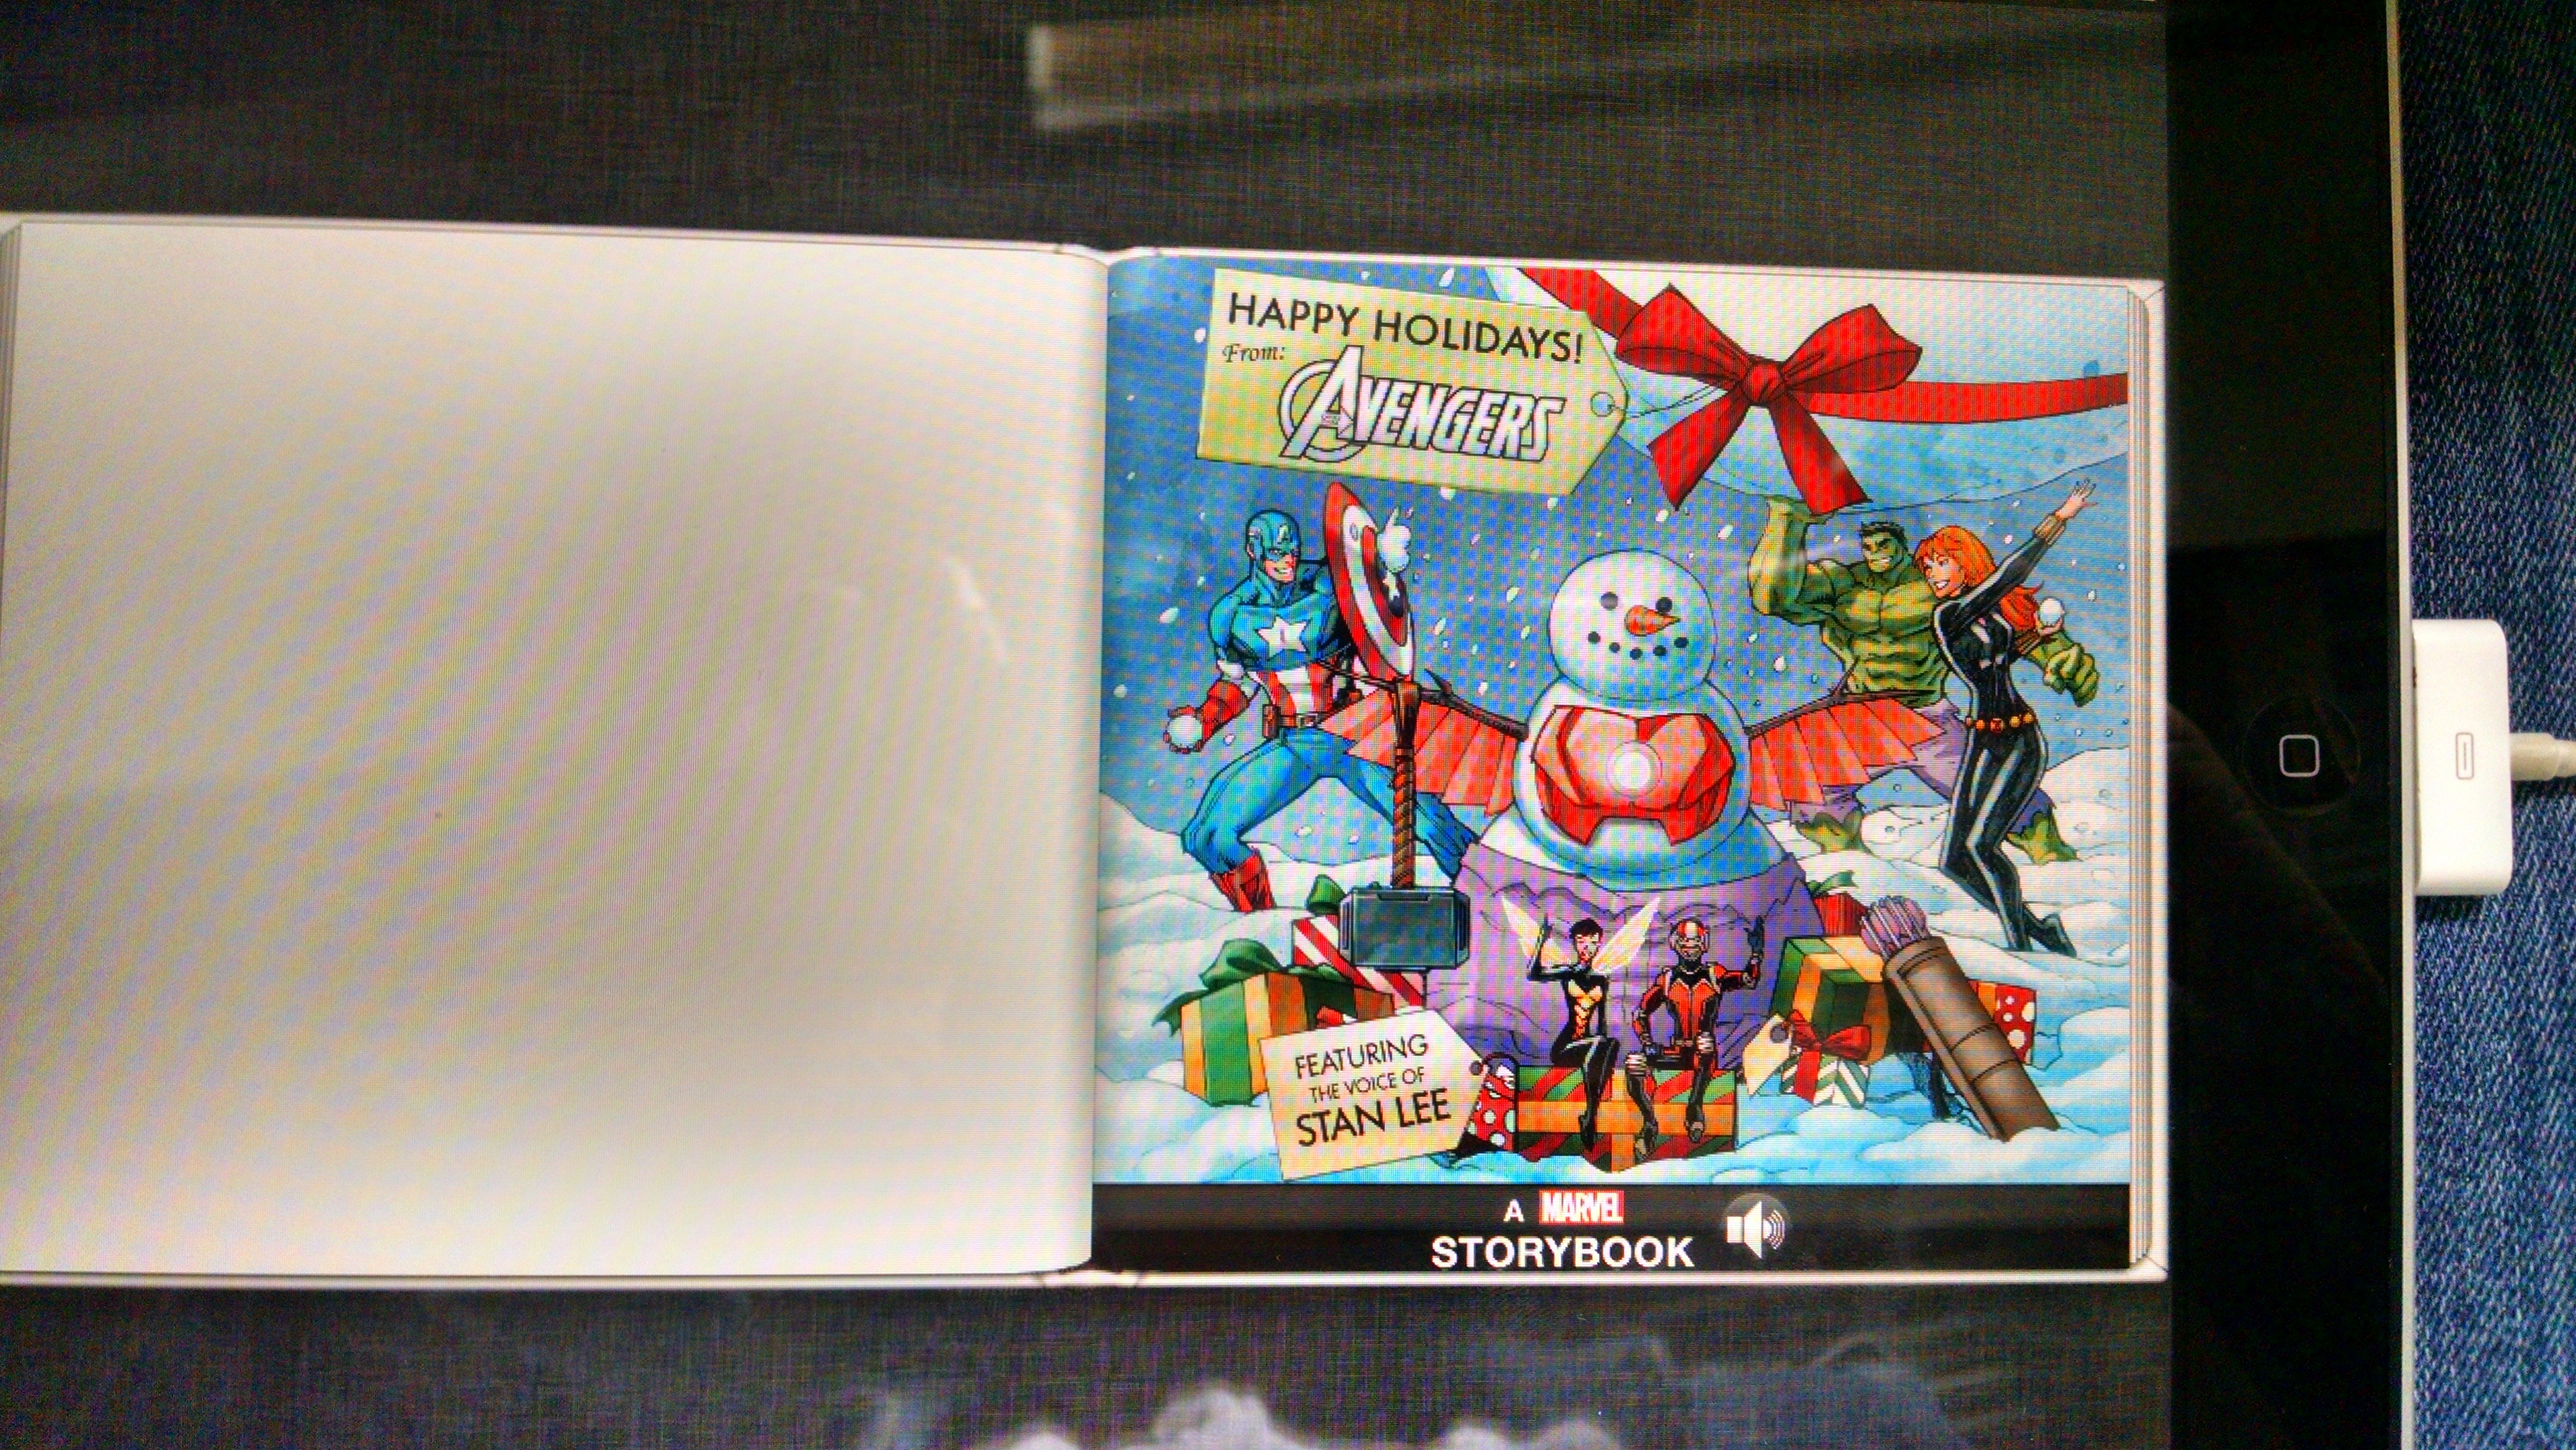 HAPPY HOLIDAYS!
From:
AVENGERS
FEATURING
THE VOICE OF
STAN LEE
A MARVEL
STORYBOOK